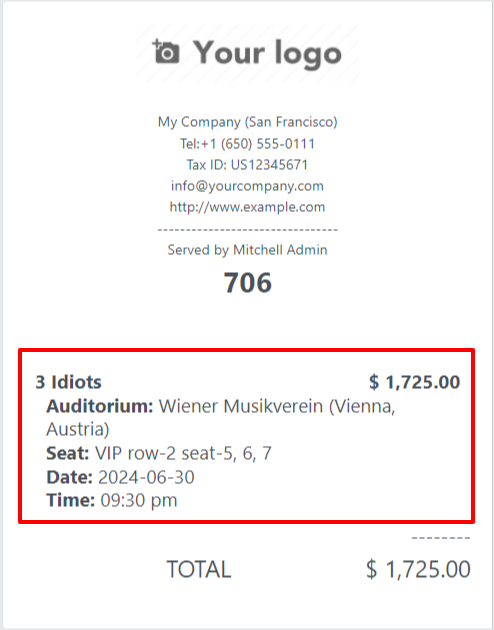 Your logo
My Company (San Francisco)
Tel:+1 (650) 555-0111
Tax ID: US12345671
info@yourcompany.com
http://www.example.com
--------------------------------
Served by Mitchell Admin
706
3 Idiots $ 1,725.00
Auditorium: Wiener Musikverein (Vienna,
Austria)
Seat: VIP row-2 seat-5, 6, 7
Date: 2024-06-30
Time: 09:30 pm
--------
TOTAL $ 1,725.00